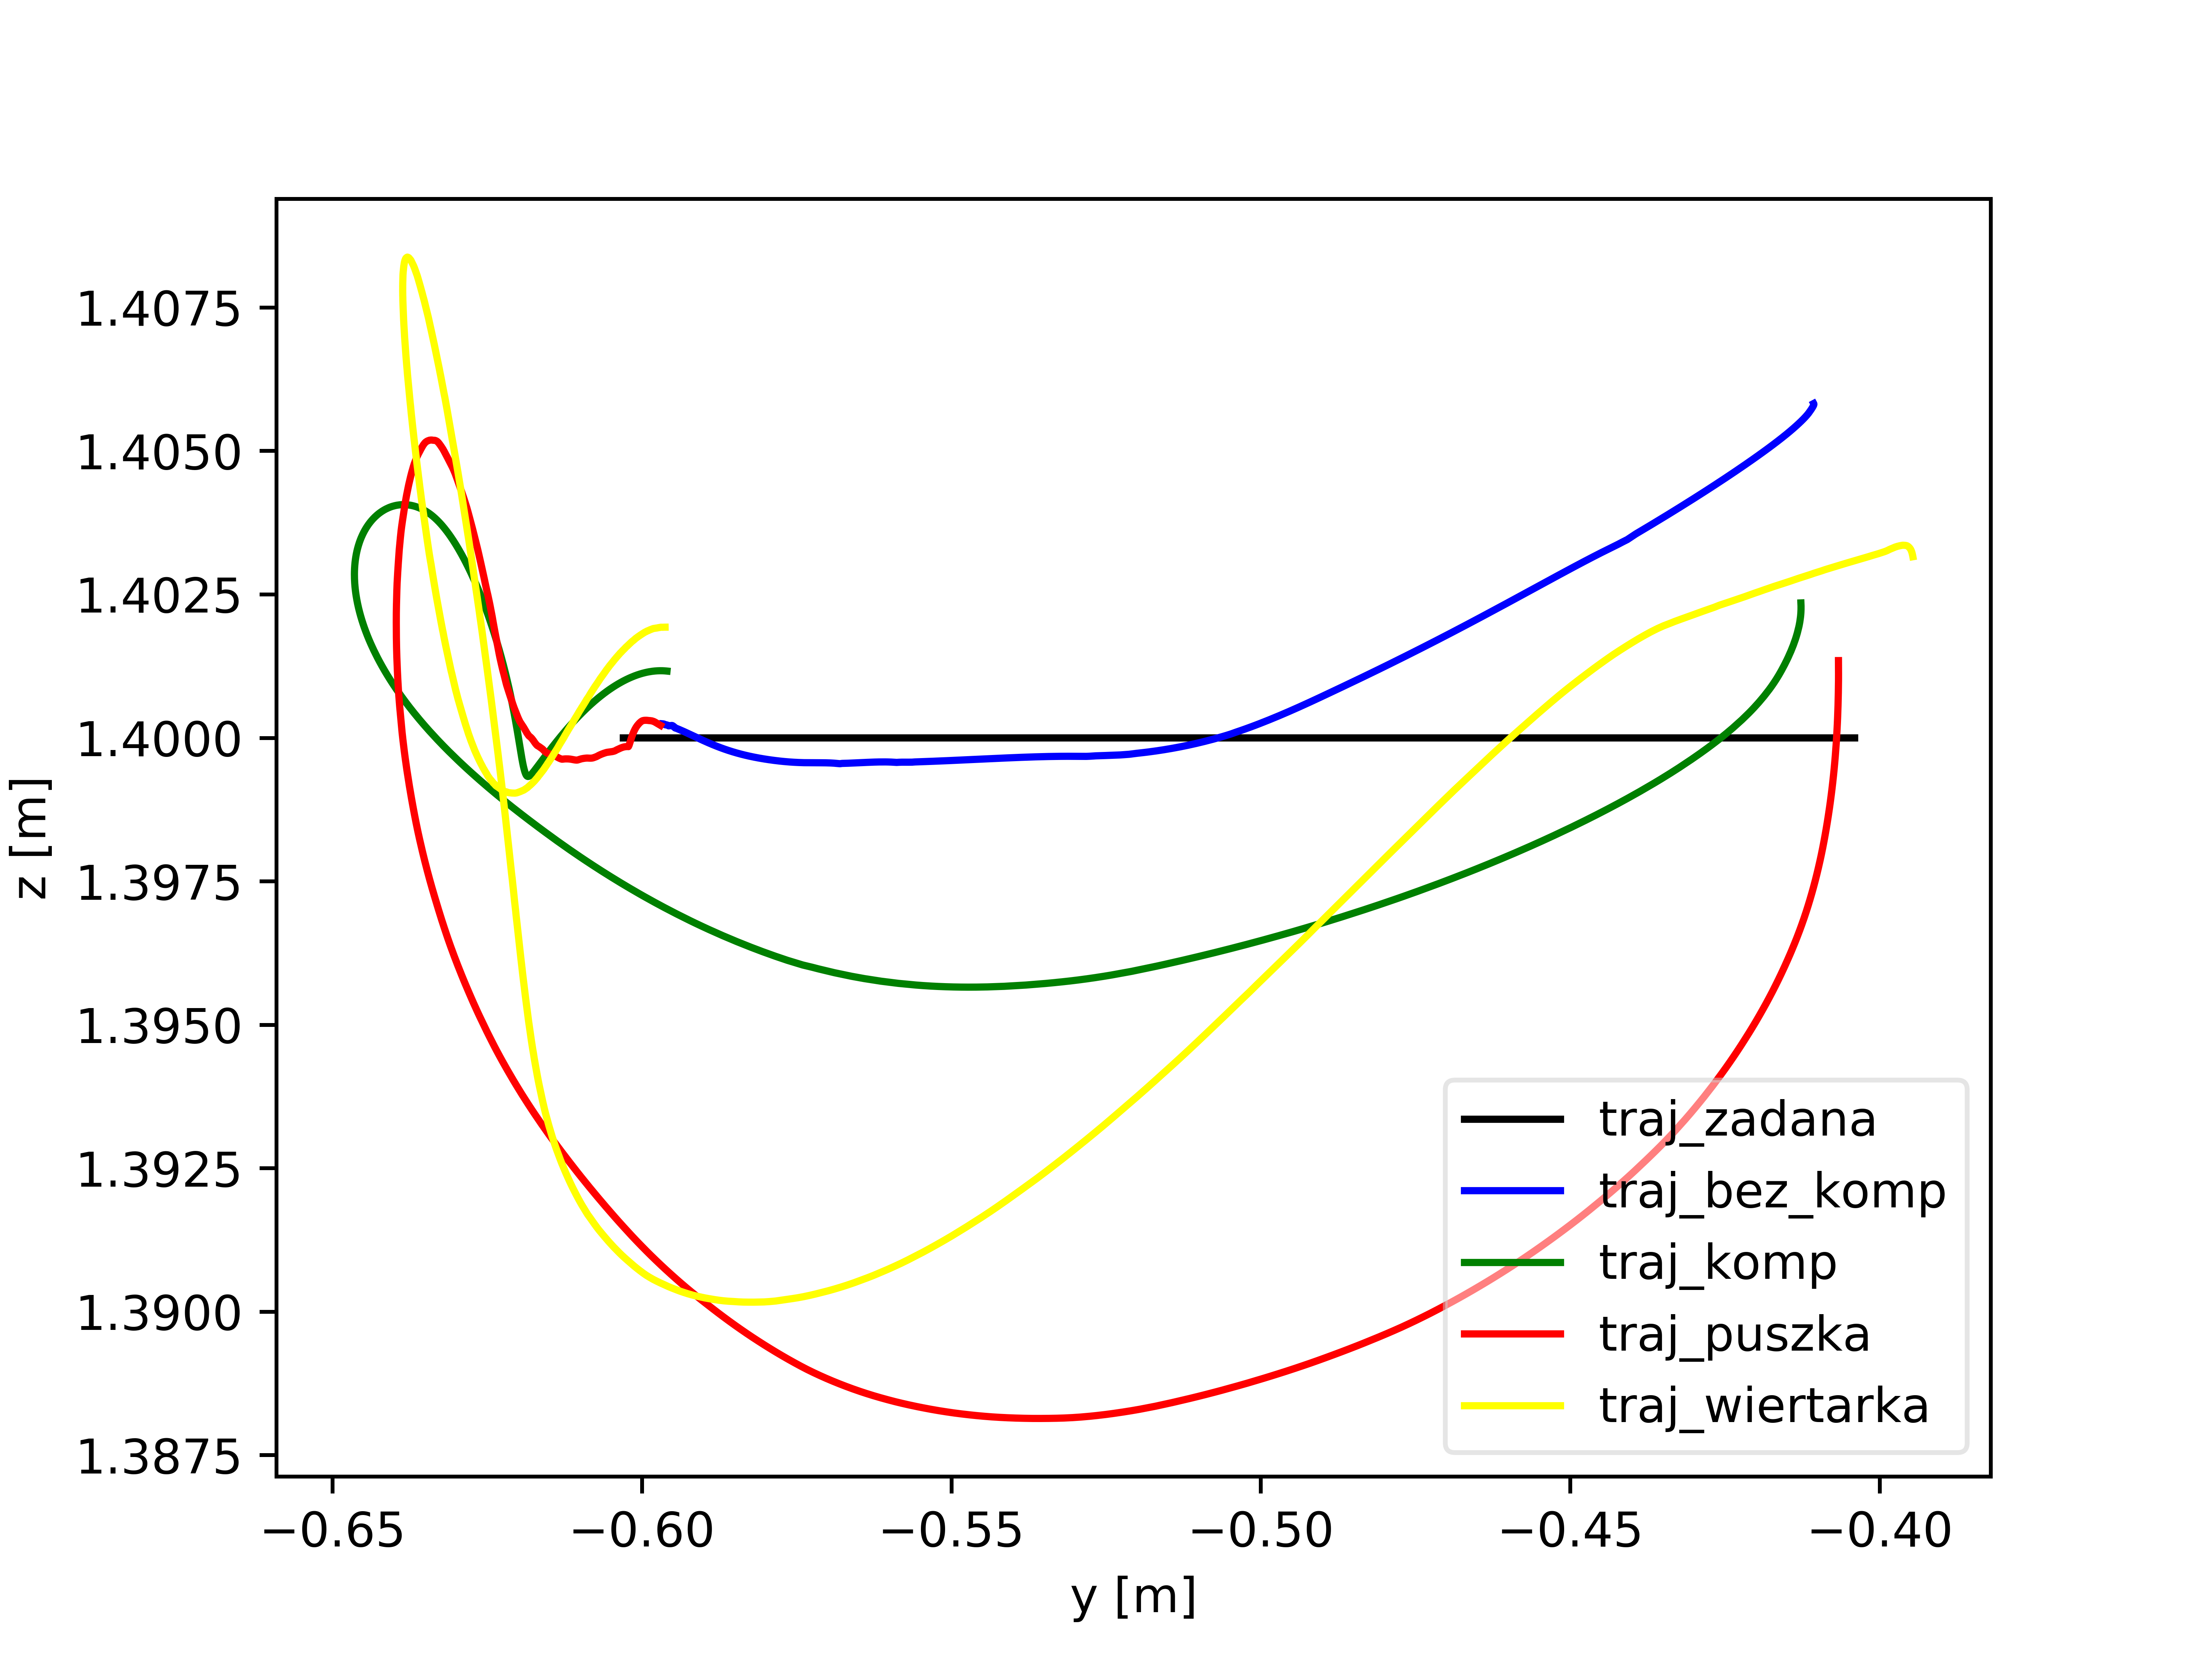 1.4075
1.4050
1.4025
1.4000
1.3975
1.3950
1.3925
1.3900
1.3875
z [m]
−0.65 −0.60 −0.55 −0.50 −0.45 −0.40
y [m]
traj_zadana
traj_bez_komp
traj_komp
traj_puszka
traj_wiertarka